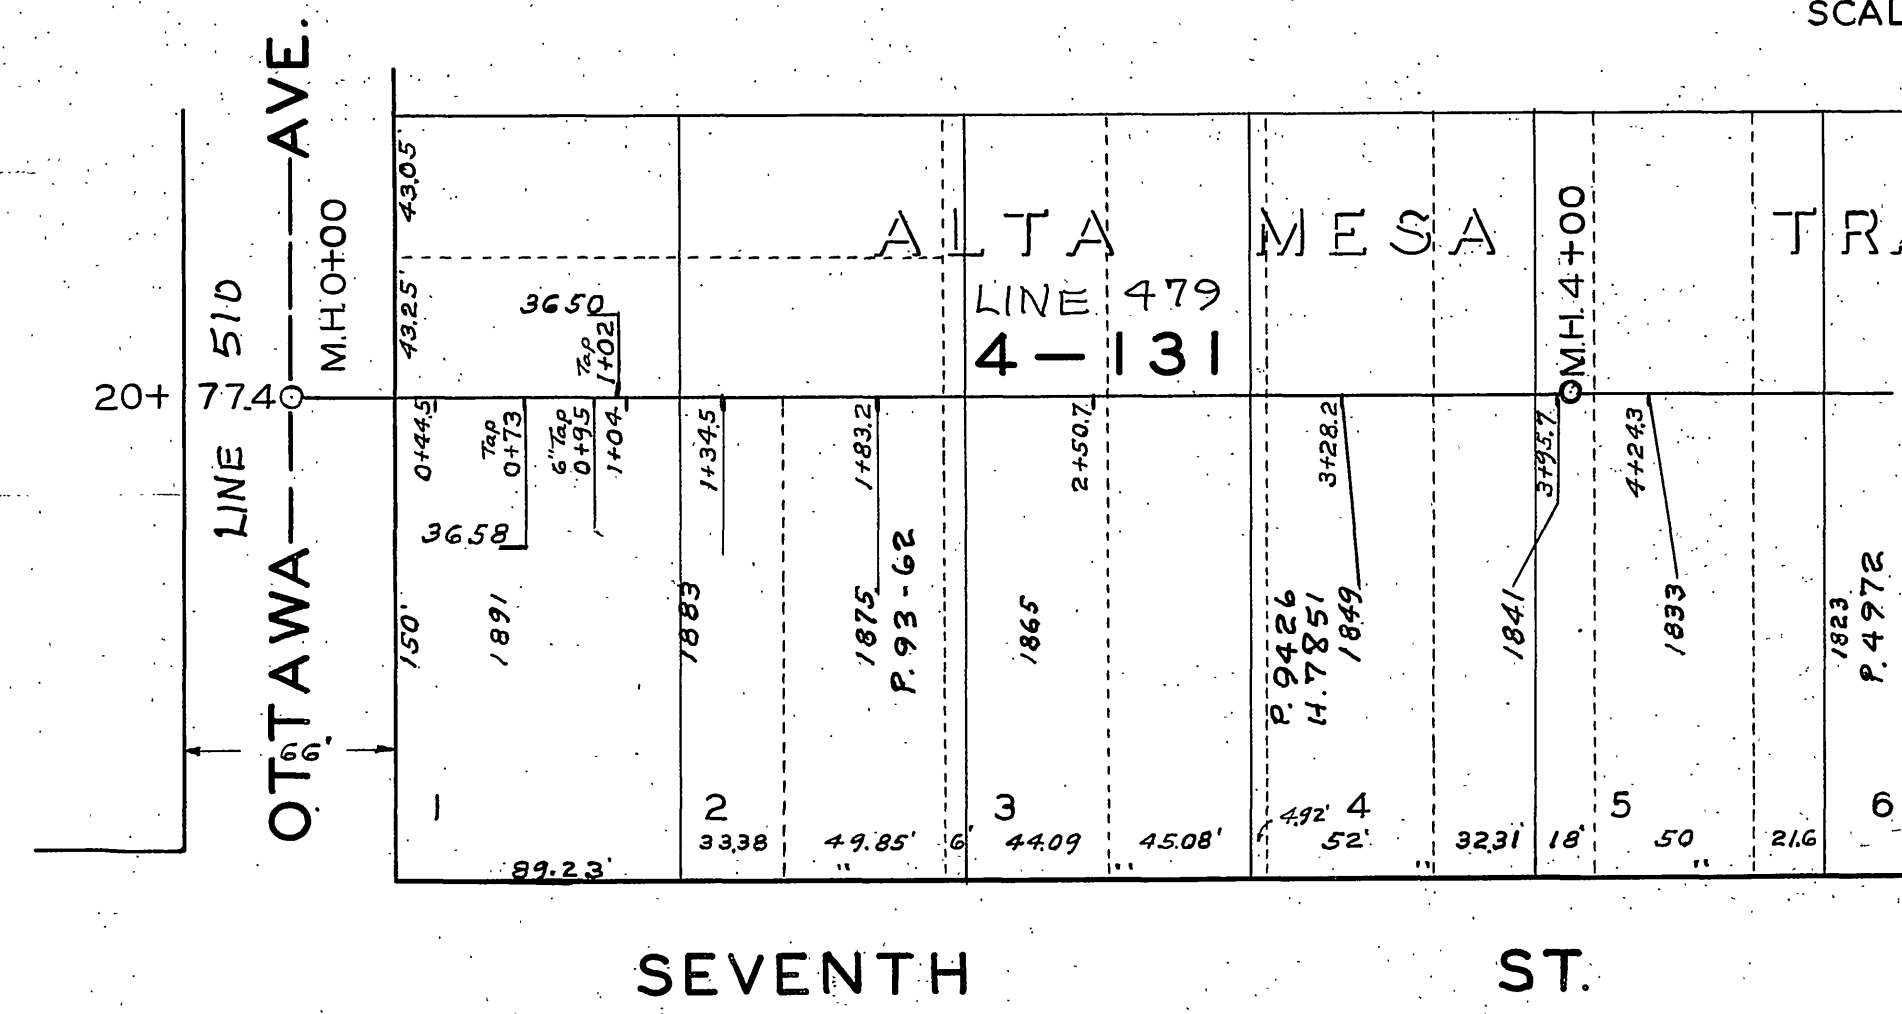 SCAL
OTTAWA AVE.
LINE 510
M.H. 0+00
20+ 77.4
66'
43.05'
43.25'
150'
ALTA MESA TRA
LINE 479
4-131
M.H. 4+00
3650
Tap
1+02
0+44.5
Tap
0+73
6" Tap
0+95
1+04
1+34.5
1+83.2
2+50.7
3+28.2
3+95.7
4+24.3
3658
1891
1883
1875
P. 93-62
1865
P. 9426
H. 7851
1849
1841
1833
1823
P. 4972
1 2 3 4 5 6
33.38 49.85' 6' 44.09 45.08' 4.92' 52' 32.31' 18' 50 21.6
89.23' " " " "
SEVENTH ST.